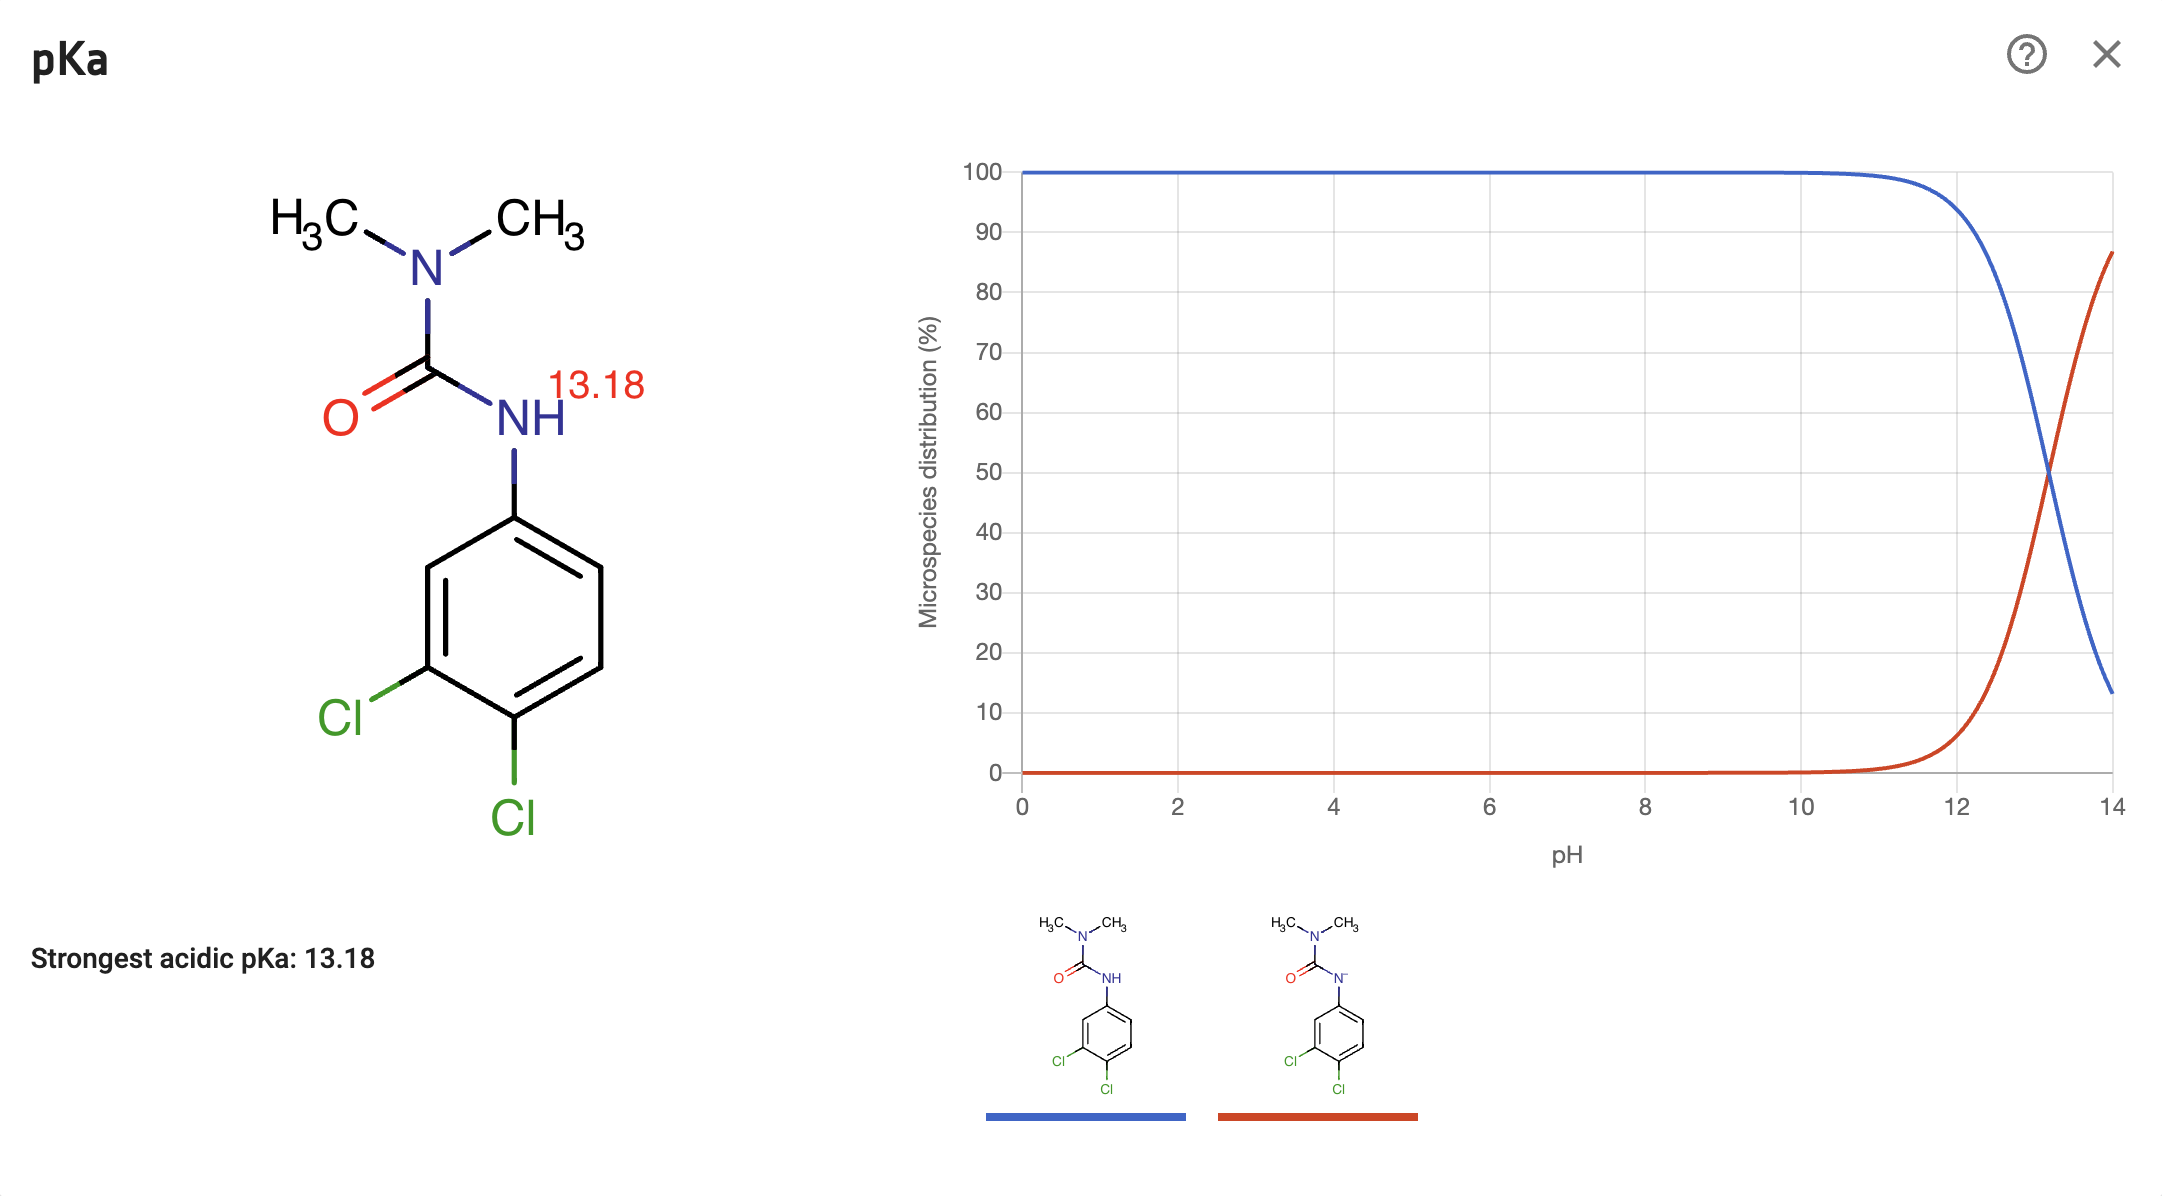 pKa
H3C CH3
N
13.18
O NH
Cl
Cl
Strongest acidic pKa: 13.18
Microspecies distribution (%)
100
90
80
70
60
50
40
30
20
10
0
0 2 4 6 8 10 12 14
pH
H3C CH3
N
O NH
Cl
Cl
H3C CH3
N
O N−
Cl
Cl